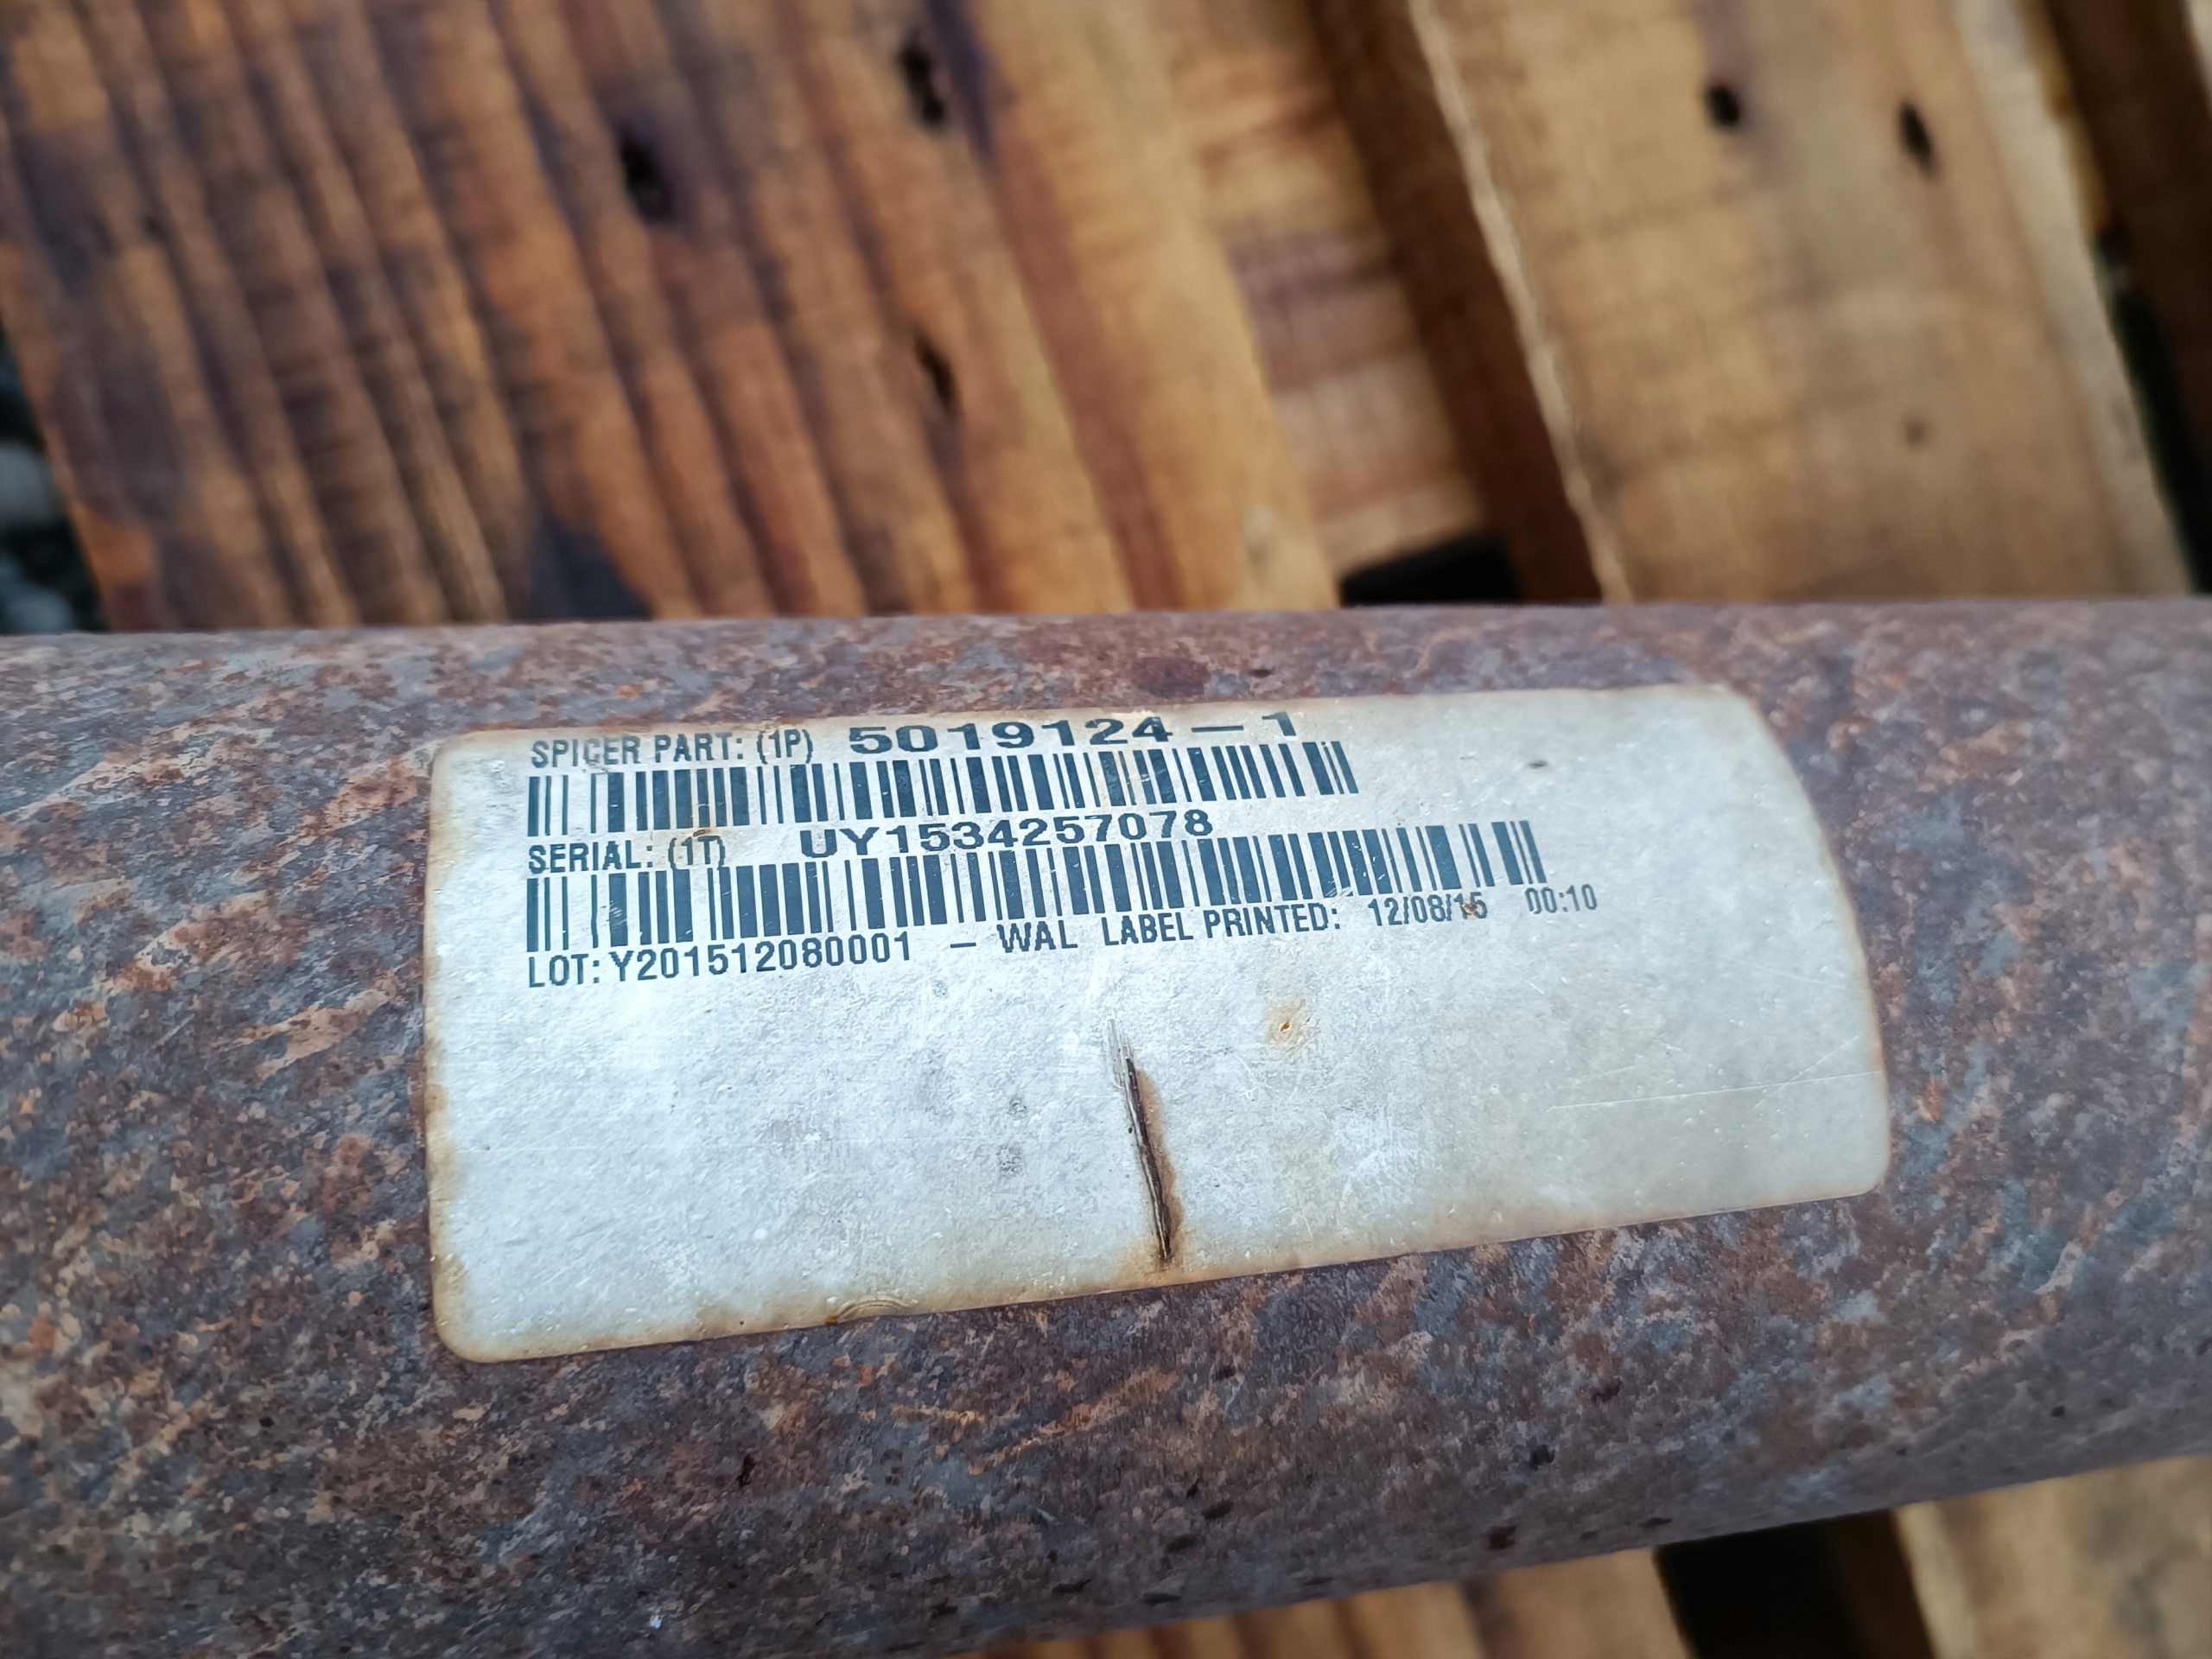 SPICER PART: (1P) 5019124-1
SERIAL: (1T) UY1534257078
LOT: Y201512080001 - WAL LABEL PRINTED: 12/08/15 00:10